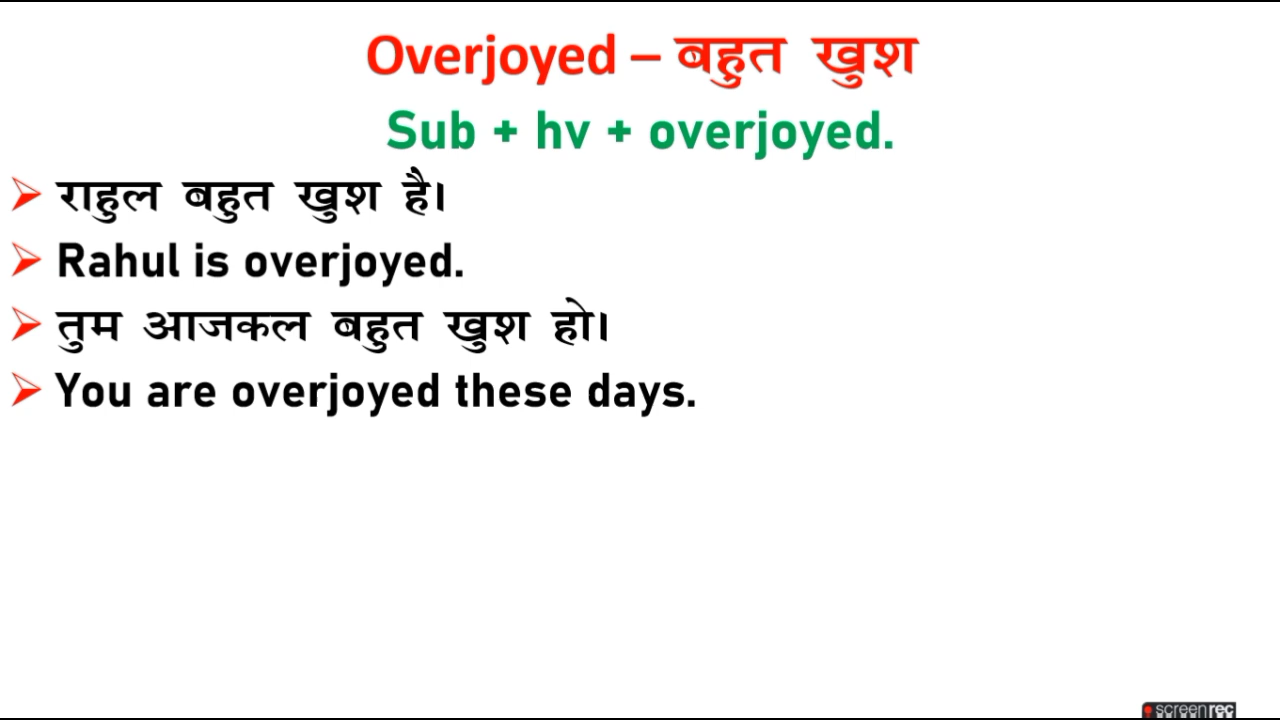 Overjoyed – बहुत खुश
Sub + hv + overjoyed.
➢ राहुल बहुत खुश है।
➢ Rahul is overjoyed.
➢ तुम आजकल बहुत खुश हो।
➢ You are overjoyed these days.
screenrec